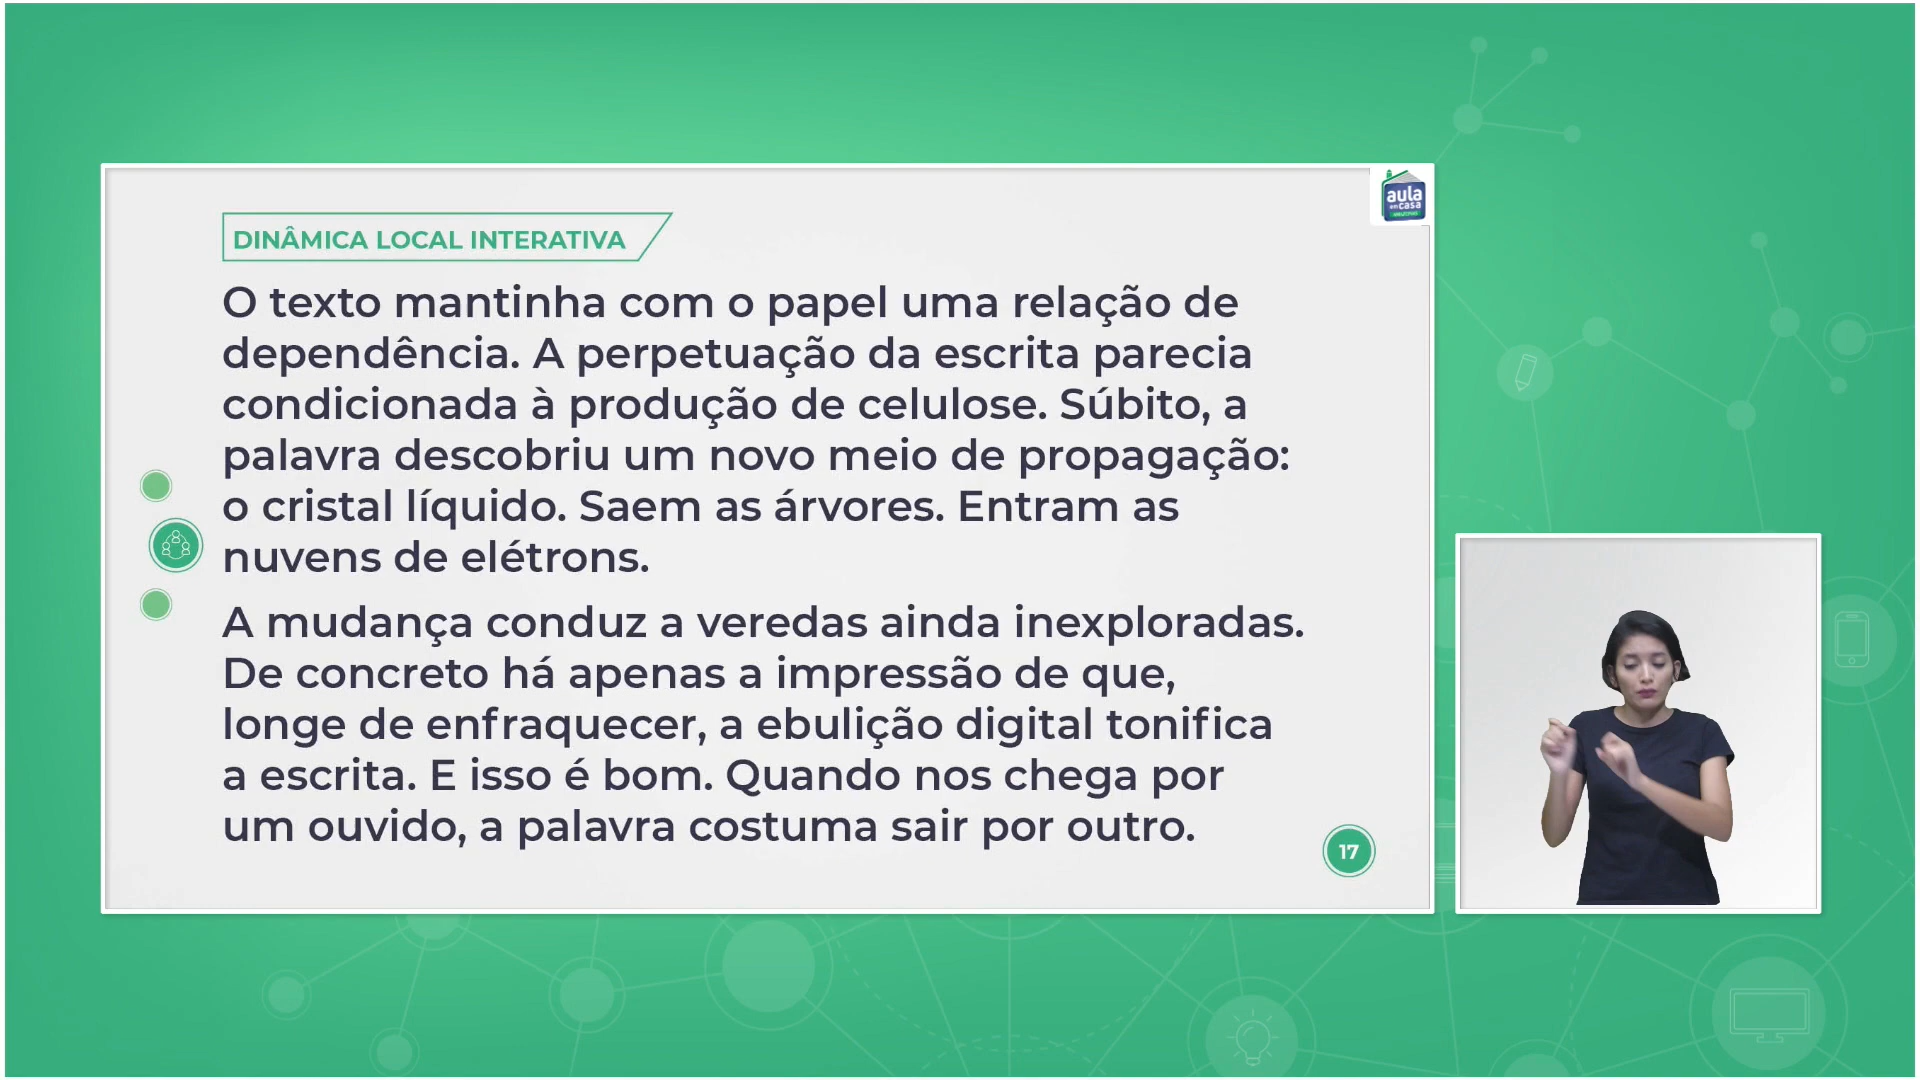 aula
em casa
DINÂMICA LOCAL INTERATIVA
O texto mantinha com o papel uma relação de
dependência. A perpetuação da escrita parecia
condicionada à produção de celulose. Súbito, a
palavra descobriu um novo meio de propagação:
o cristal líquido. Saem as árvores. Entram as
nuvens de elétrons.
A mudança conduz a veredas ainda inexploradas.
De concreto há apenas a impressão de que,
longe de enfraquecer, a ebulição digital tonifica
a escrita. E isso é bom. Quando nos chega por
um ouvido, a palavra costuma sair por outro.
17